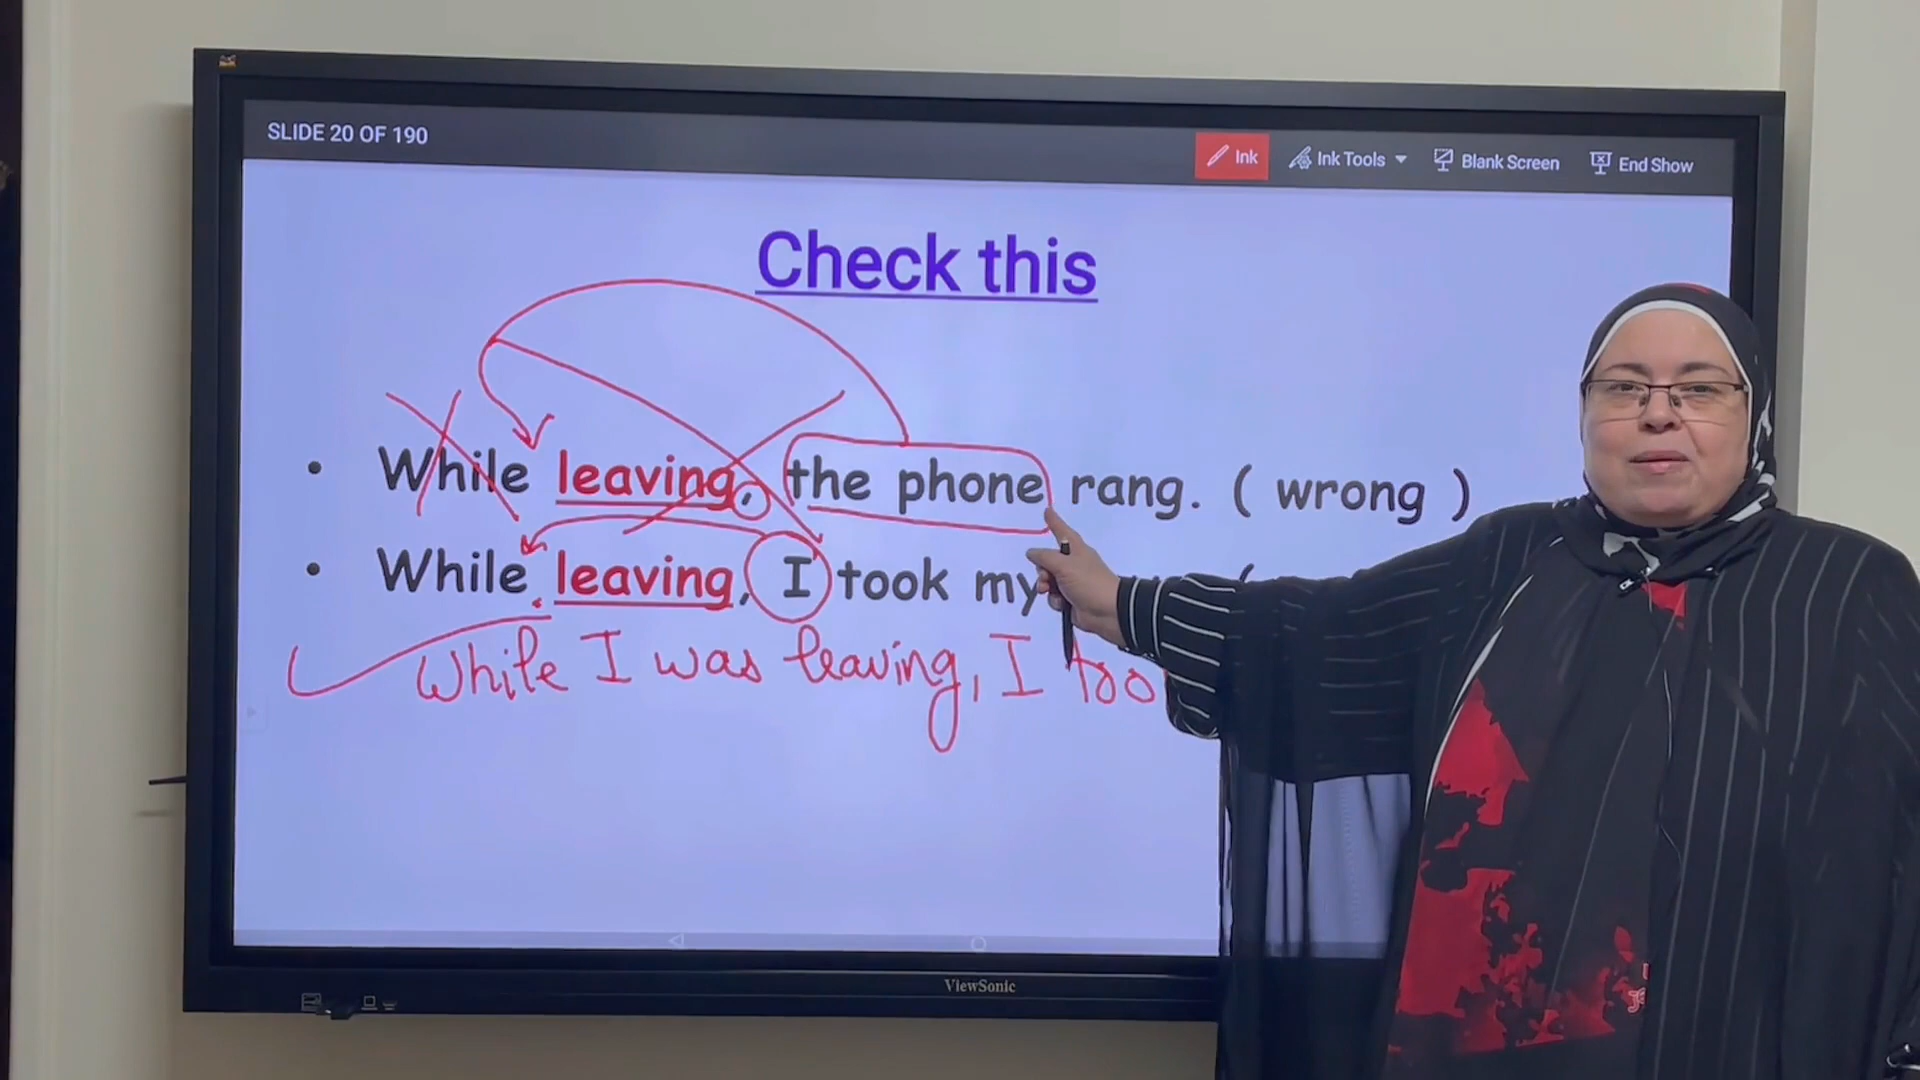 SLIDE 20 OF 190
Ink
Ink Tools
Blank Screen
End Show
Check this
• While leaving, the phone rang. ( wrong )
• While leaving, I took my (
While I was leaving, I too
ViewSonic